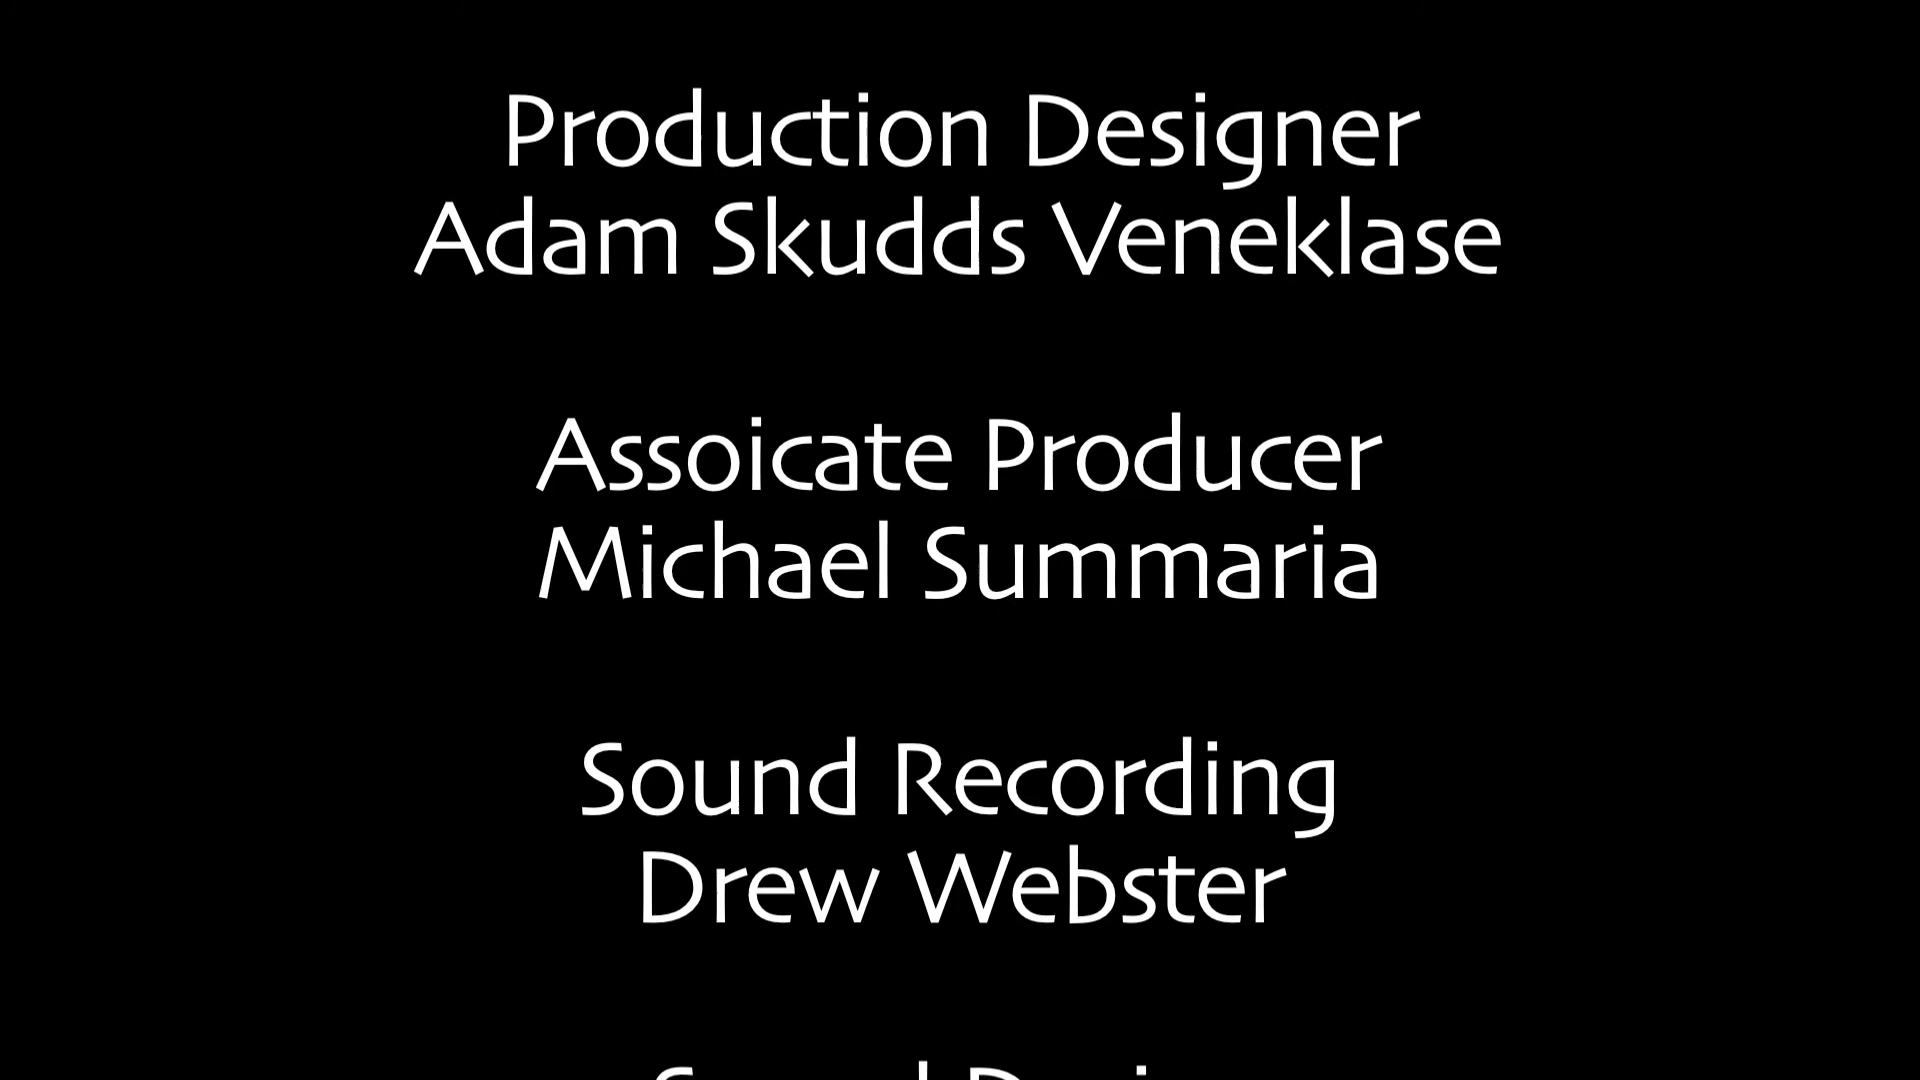 Production Designer
Adam Skudds Veneklase
Assoicate Producer
Michael Summaria
Sound Recording
Drew Webster